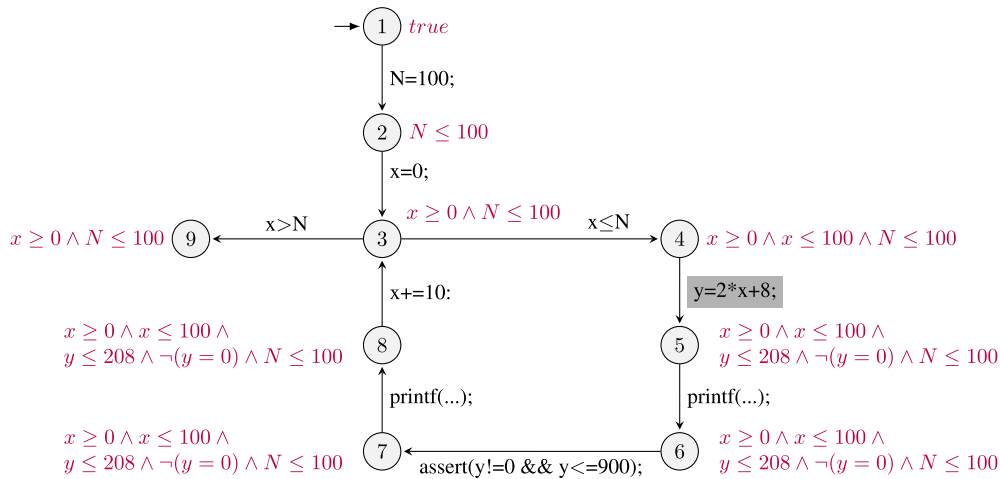 1 true
N=100;
2 N ≤ 100
x=0;
x ≥ 0 ∧ N ≤ 100
x ≥ 0 ∧ N ≤ 100 9 x>N 3 x≤N 4 x ≥ 0 ∧ x ≤ 100 ∧ N ≤ 100
x+=10:
y=2*x+8;
x ≥ 0 ∧ x ≤ 100 ∧
y ≤ 208 ∧ ¬(y = 0) ∧ N ≤ 100
8
5
x ≥ 0 ∧ x ≤ 100 ∧
y ≤ 208 ∧ ¬(y = 0) ∧ N ≤ 100
printf(...);
printf(...);
x ≥ 0 ∧ x ≤ 100 ∧
y ≤ 208 ∧ ¬(y = 0) ∧ N ≤ 100
7
assert(y!=0 && y<=900);
6
x ≥ 0 ∧ x ≤ 100 ∧
y ≤ 208 ∧ ¬(y = 0) ∧ N ≤ 100